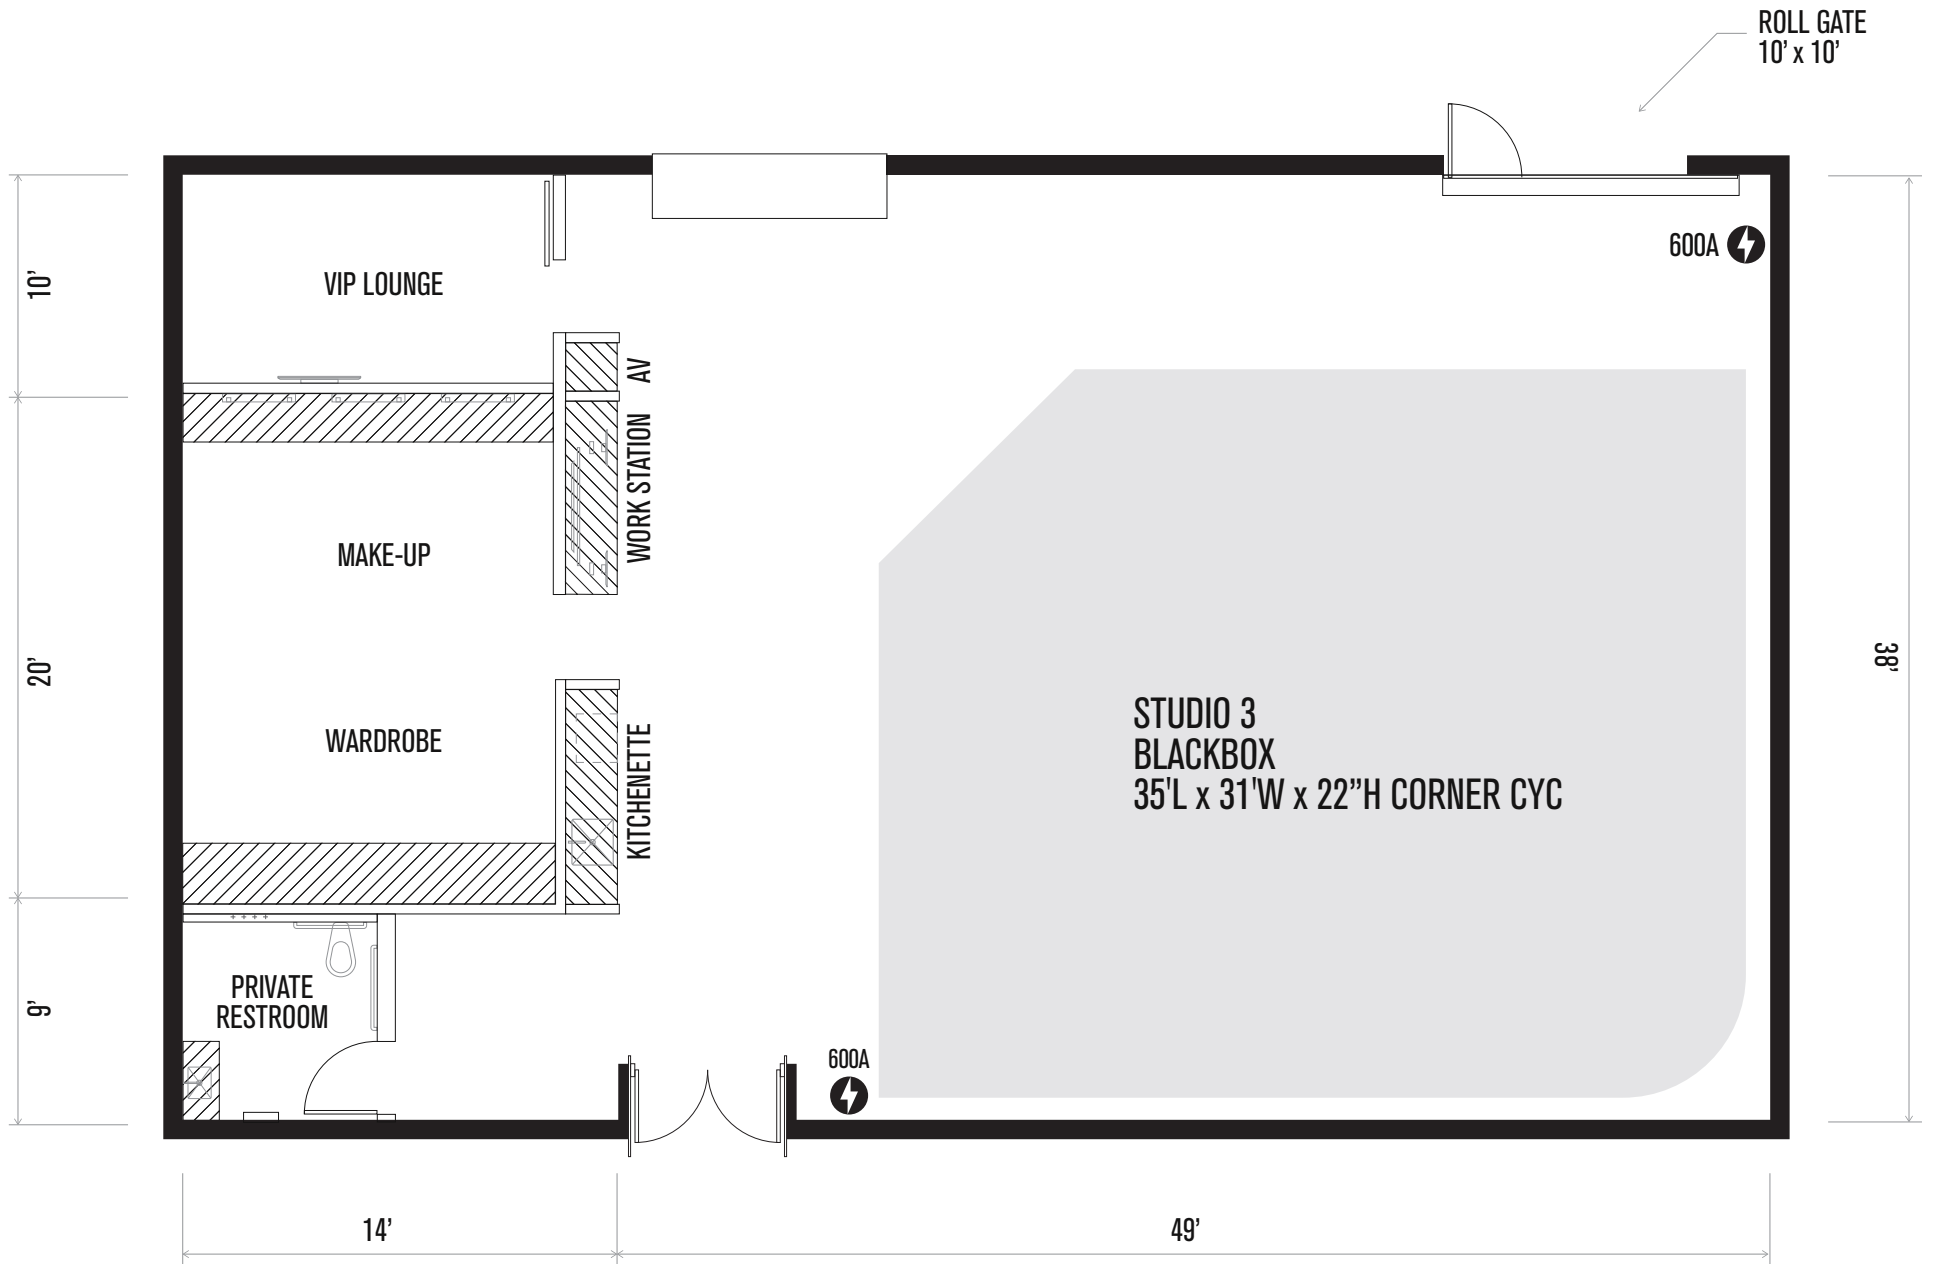 ROLL GATE
10’ x 10’
600A
VIP LOUNGE
10’
AV
WORK STATION
MAKE-UP
20’
38’
WARDROBE
KITCHENETTE
STUDIO 3
BLACKBOX
35'L x 31'W x 22”H CORNER CYC
PRIVATE
RESTROOM
9’
600A
14’
49’